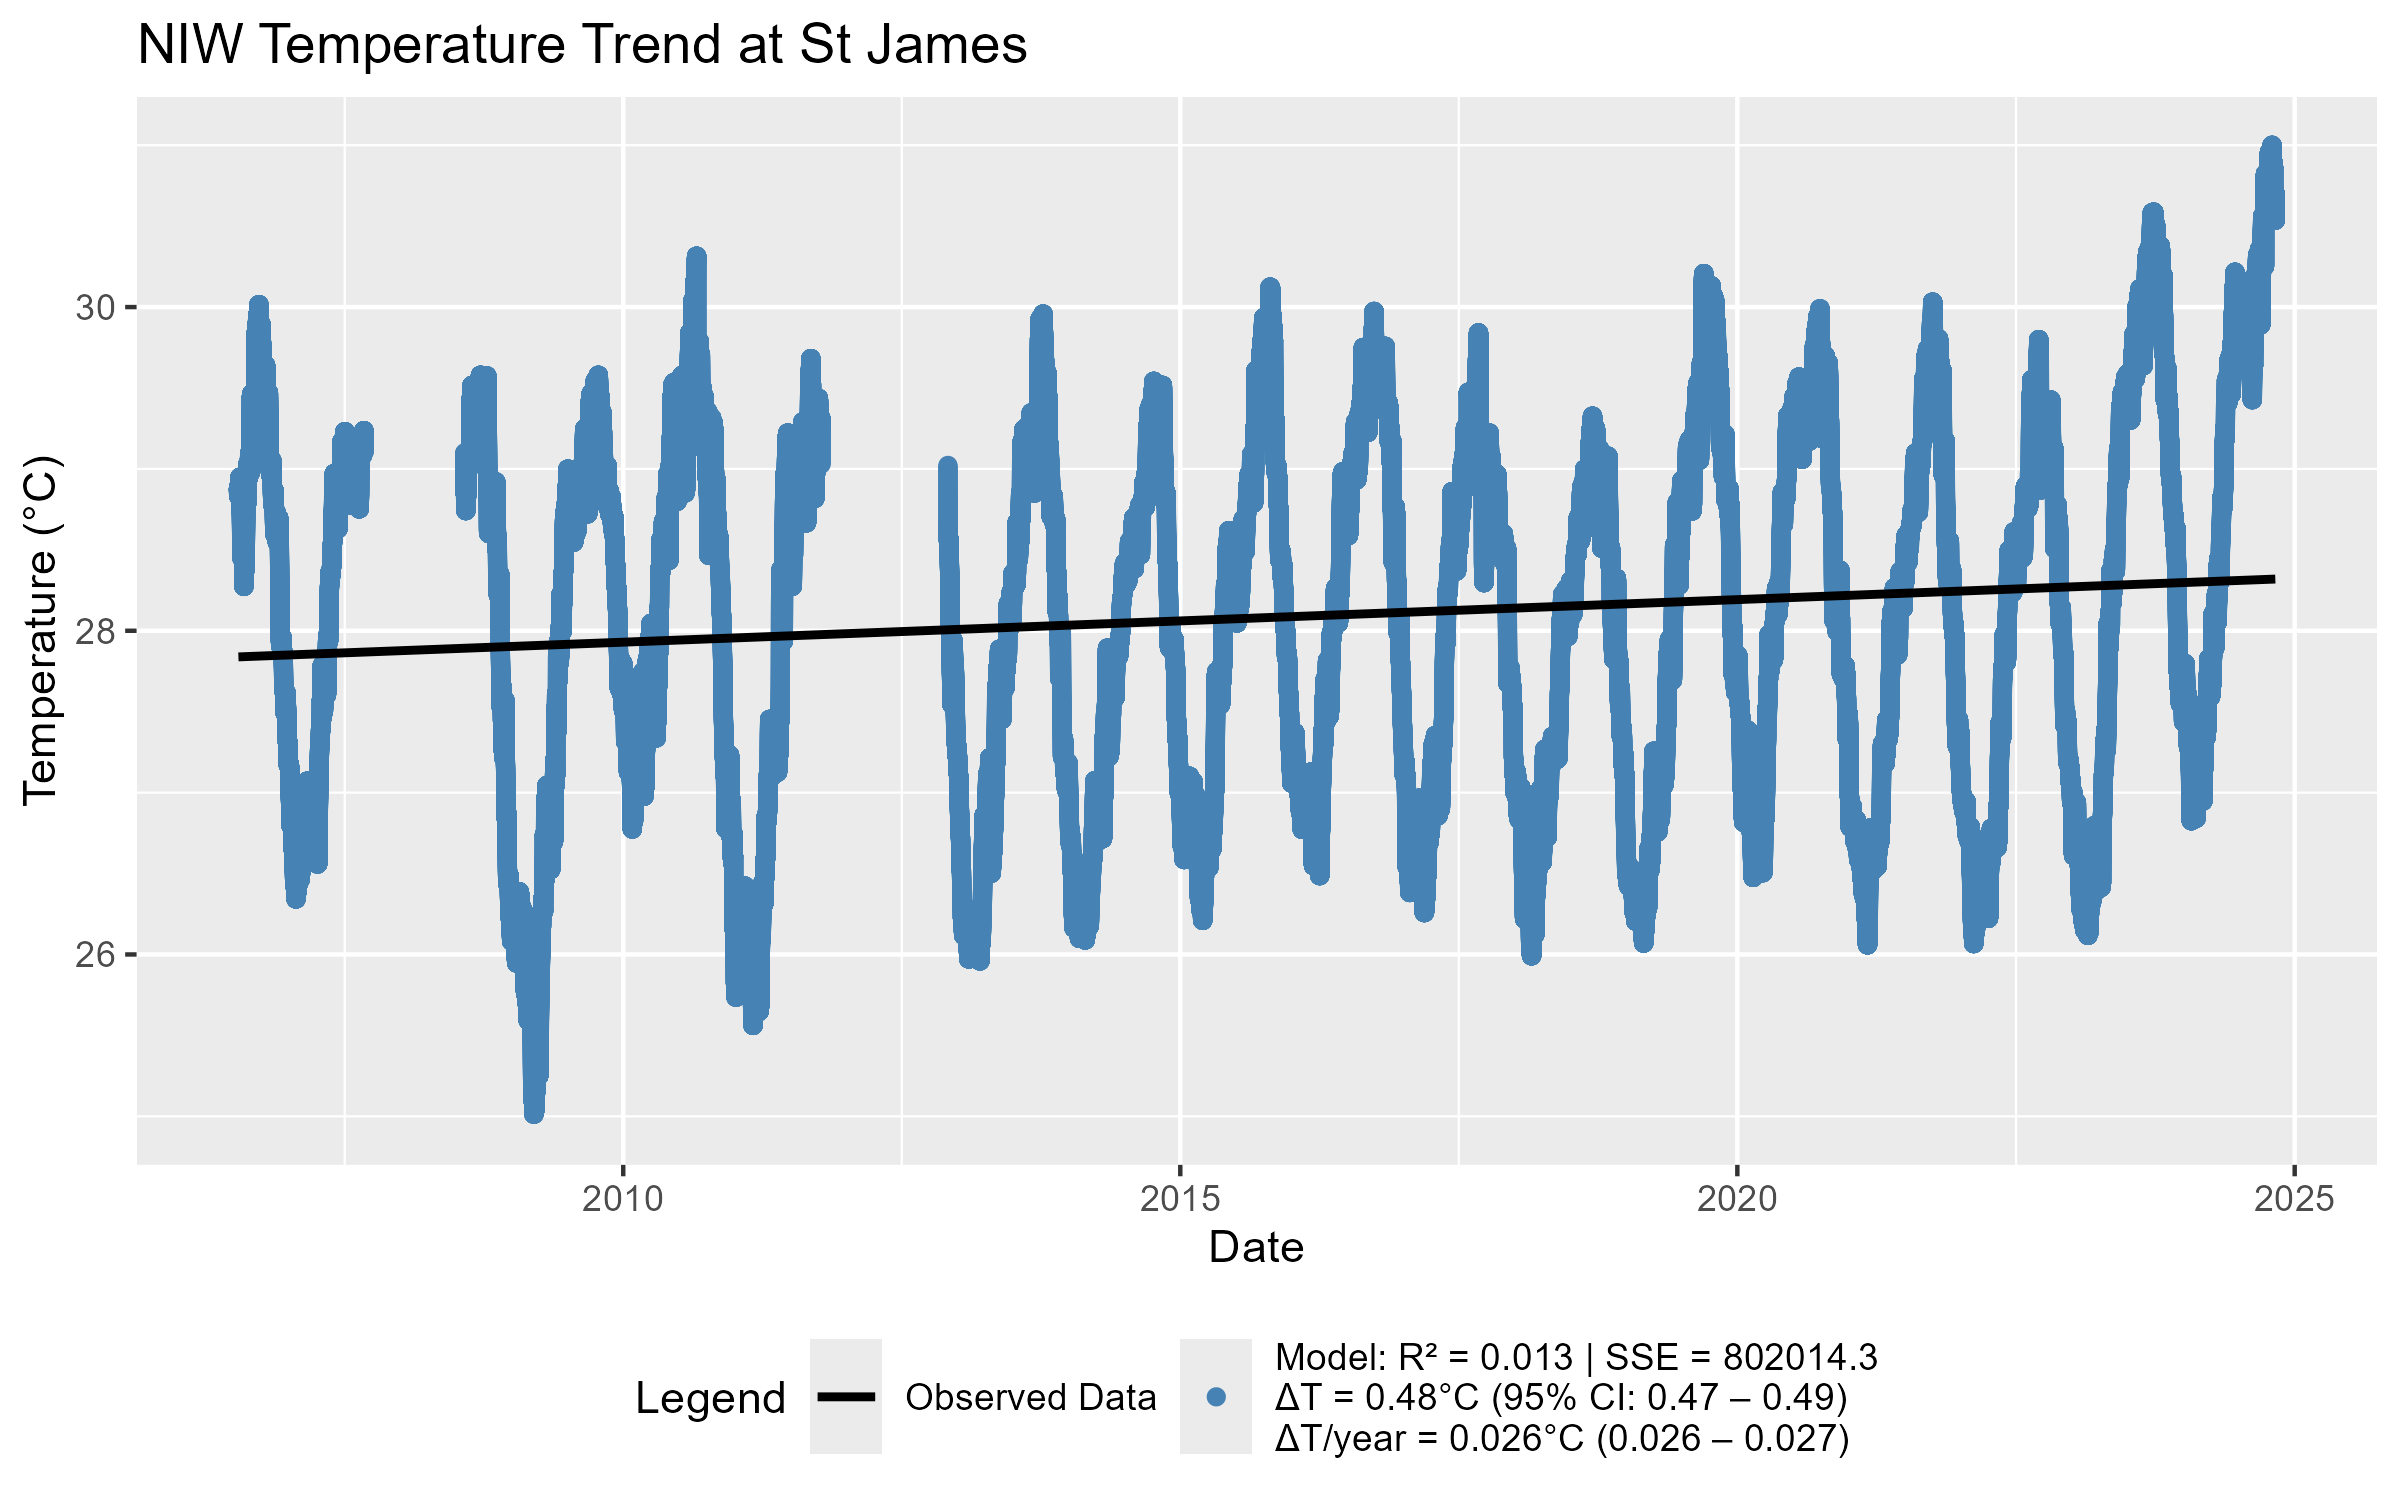 NIW Temperature Trend at St James
Temperature (°C)
30
28
26
2010 2015 2020 2025
Date
Legend
Observed Data
Model: R² = 0.013 | SSE = 802014.3
ΔT = 0.48°C (95% CI: 0.47 – 0.49)
ΔT/year = 0.026°C (0.026 – 0.027)